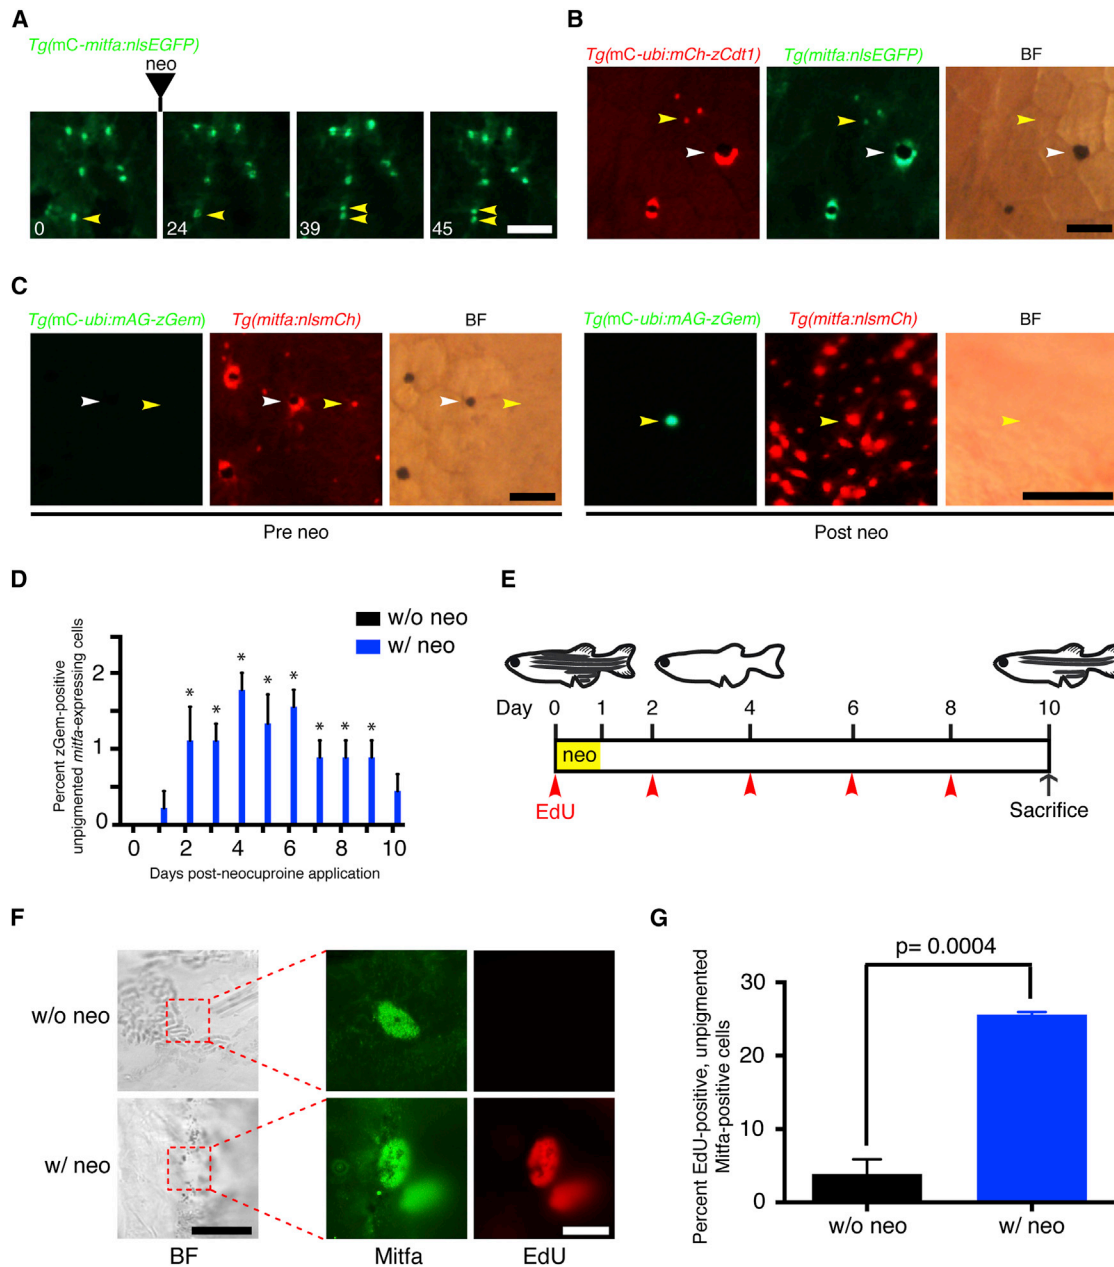 A
Tg(mC-mitfa:nlsEGFP)
neo
0
24
39
45
B
Tg(mC-ubi:mCh-zCdt1)
Tg(mitfa:nlsEGFP)
BF
C
Tg(mC-ubi:mAG-zGem)
Tg(mitfa:nlsmCh)
BF
Tg(mC-ubi:mAG-zGem)
Tg(mitfa:nlsmCh)
BF
Pre neo
Post neo
D
w/o neo
w/ neo
Percent zGem-positive
unpigmented mitfa-expressing cells
2
1
0
* * * * * * * *
0 2 4 6 8 10
Days post-neocuproine application
E
Day 0 1 2 4 6 8 10
neo
EdU
Sacrifice
F
w/o neo
w/ neo
BF
Mitfa
EdU
G
p= 0.0004
Percent EdU-positive, unpigmented
Mitfa-positive cells
30
20
10
0
w/o neo
w/ neo